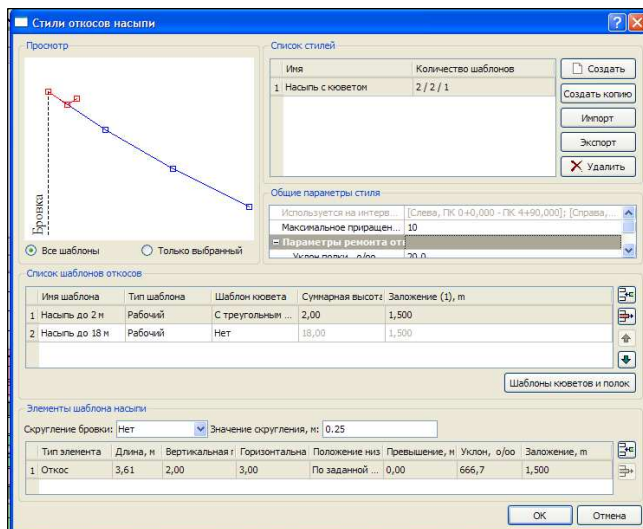 Стили откосов насыпи
Просмотр
Бровка
Все шаблоны Только выбранный
Список стилей
Имя Количество шаблонов
1 Насыпь с кюветом 2 / 2 / 1
Создать
Создать копию
Импорт
Экспорт
Удалить
Общие параметры стиля
Используется на интерв... [Слева, ПК 0+0,000 - ПК 4+90,000]; [Справа,...
Максимальное приращен... 10
Параметры ремонта от
Уклон полки, о/оо 20,0
Список шаблонов откосов
Имя шаблона Тип шаблона Шаблон кювета Суммарная высота Заложение (1), m
1 Насыпь до 2 м Рабочий С треугольным ... 2,00 1,500
2 Насыпь до 18 м Рабочий Нет 18,00 1,500
Шаблоны кюветов и полок
Элементы шаблона насыпи
Скругление бровки: Нет Значение скругления, м: 0.25
Тип элемента Длина, м Вертикальная г Горизонтальна Положение низ Превышение, м Уклон, о/оо Заложение, m
1 Откос 3,61 2,00 3,00 По заданной ... 0,00 666,7 1,500
OK Отмена